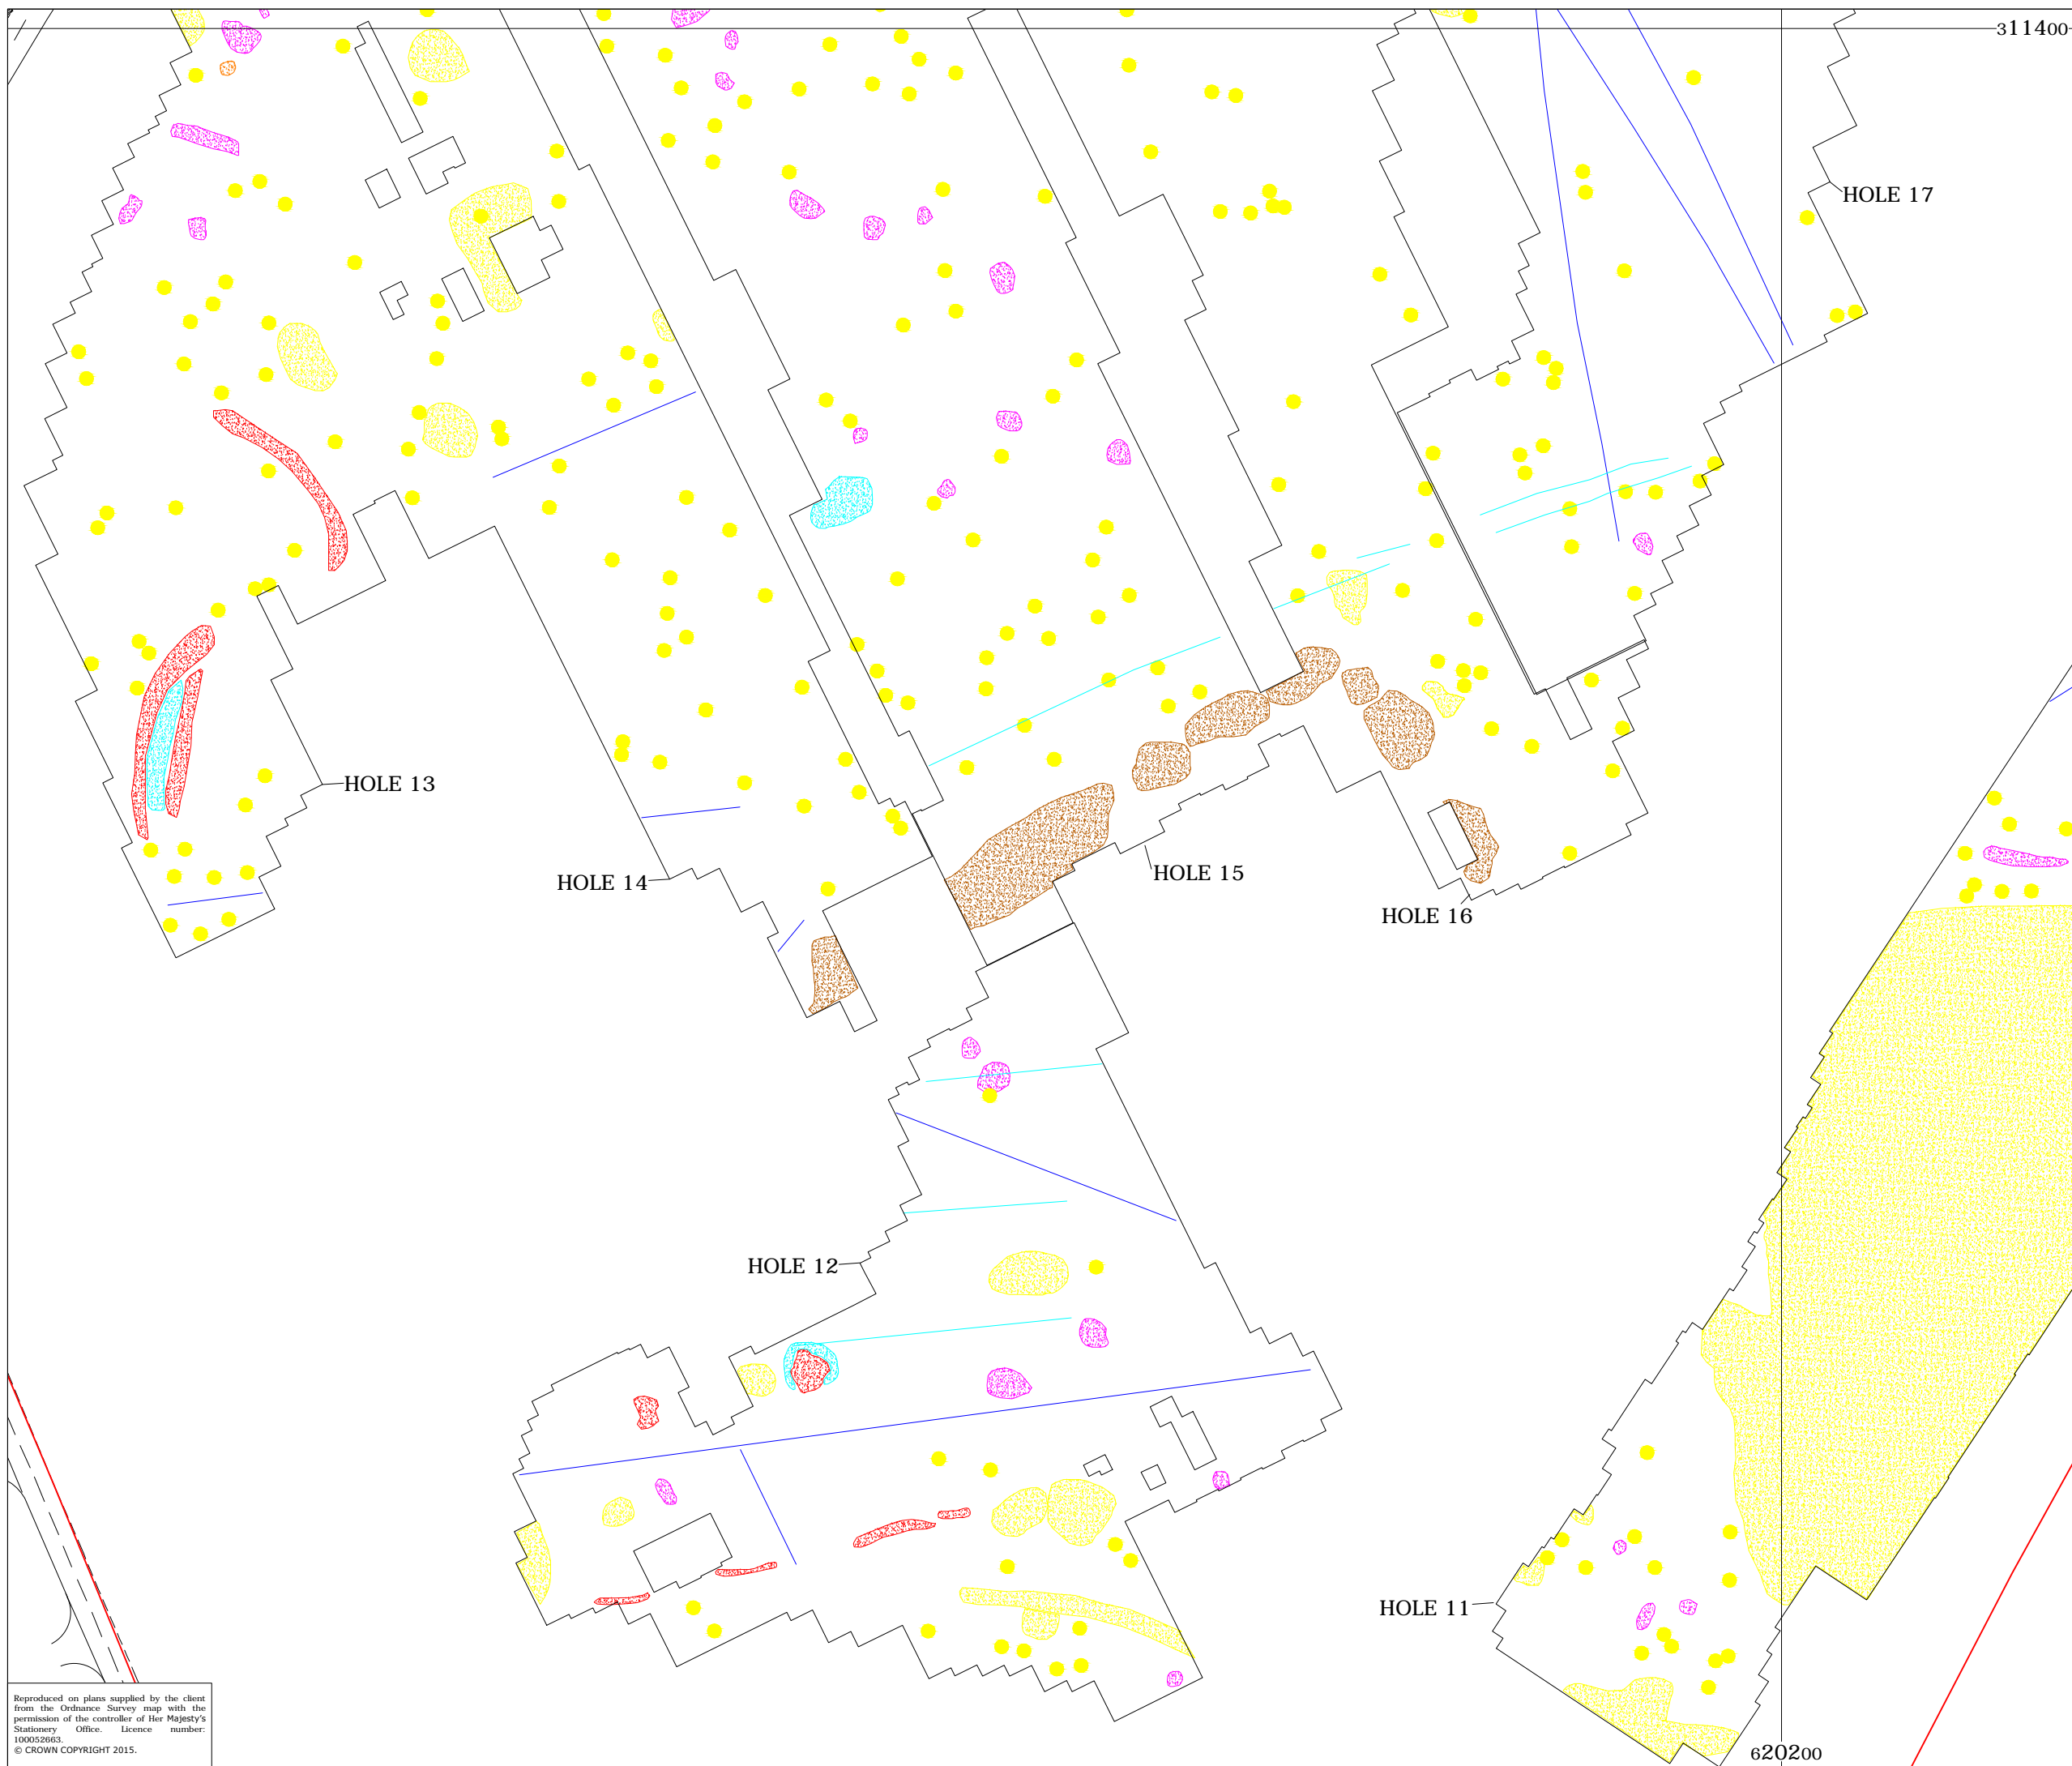 311400
HOLE 17
HOLE 13
HOLE 14
HOLE 15
HOLE 16
HOLE 12
HOLE 11
Reproduced on plans supplied by the client
from the Ordnance Survey map with the
permission of the controller of Her Majesty's
Stationery Office. Licence number:
100052663.
© CROWN COPYRIGHT 2015.
620200